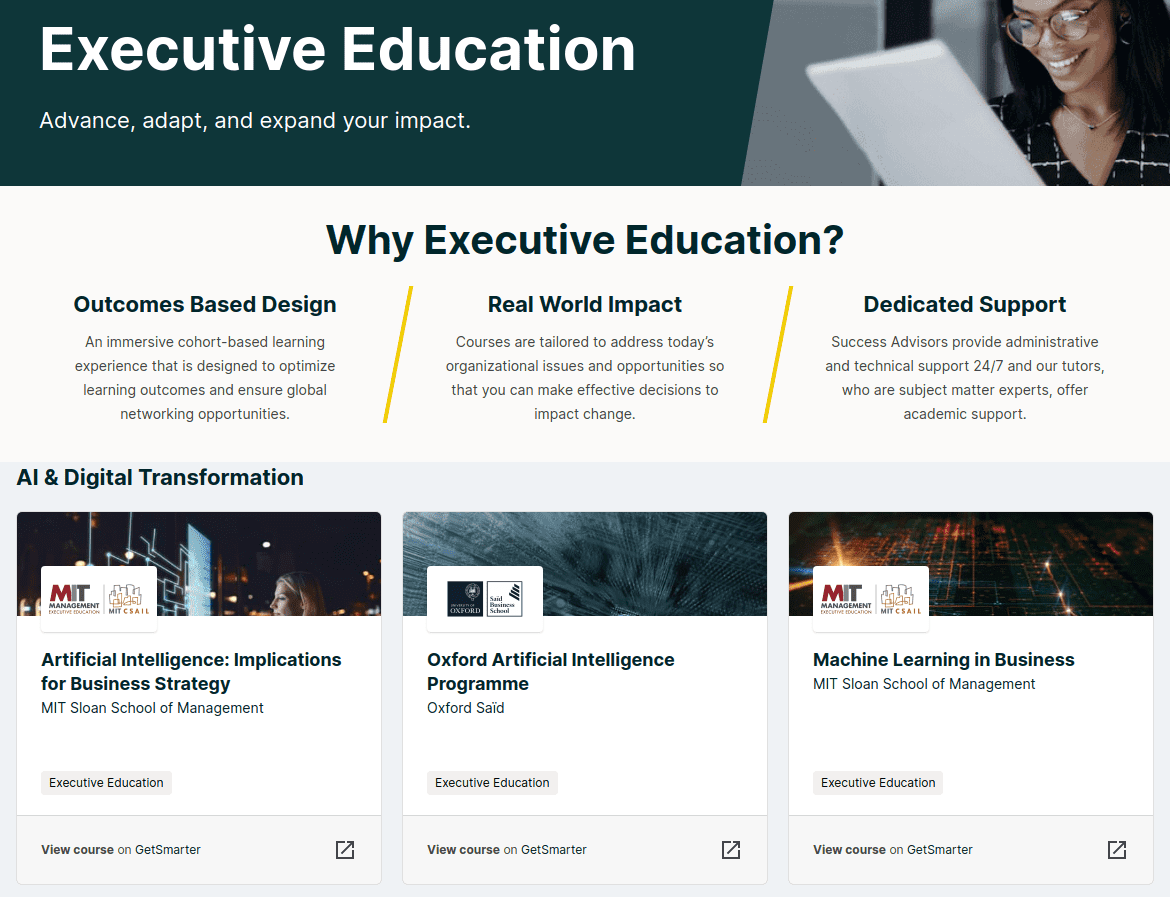 Executive Education
Advance, adapt, and expand your impact.
Why Executive Education?
Outcomes Based Design
An immersive cohort-based learning
experience that is designed to optimize
learning outcomes and ensure global
networking opportunities.
Real World Impact
Courses are tailored to address today’s
organizational issues and opportunities so
that you can make effective decisions to
impact change.
Dedicated Support
Success Advisors provide administrative
and technical support 24/7 and our tutors,
who are subject matter experts, offer
academic support.
AI & Digital Transformation
MIT
MANAGEMENT
EXECUTIVE EDUCATION
MIT CSAIL
Artificial Intelligence: Implications
for Business Strategy
MIT Sloan School of Management
Executive Education
View course on GetSmarter
UNIVERSITY OF
OXFORD
Saïd
Business
School
Oxford Artificial Intelligence
Programme
Oxford Saïd
Executive Education
View course on GetSmarter
MIT
MANAGEMENT
EXECUTIVE EDUCATION
MIT CSAIL
Machine Learning in Business
MIT Sloan School of Management
Executive Education
View course on GetSmarter